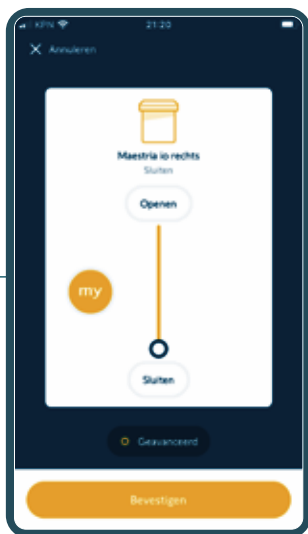 KPN 21:20
Annuleren
Maestria io rechts
Sluiten
Openen
my
Sluiten
Geavanceerd
Bevestigen